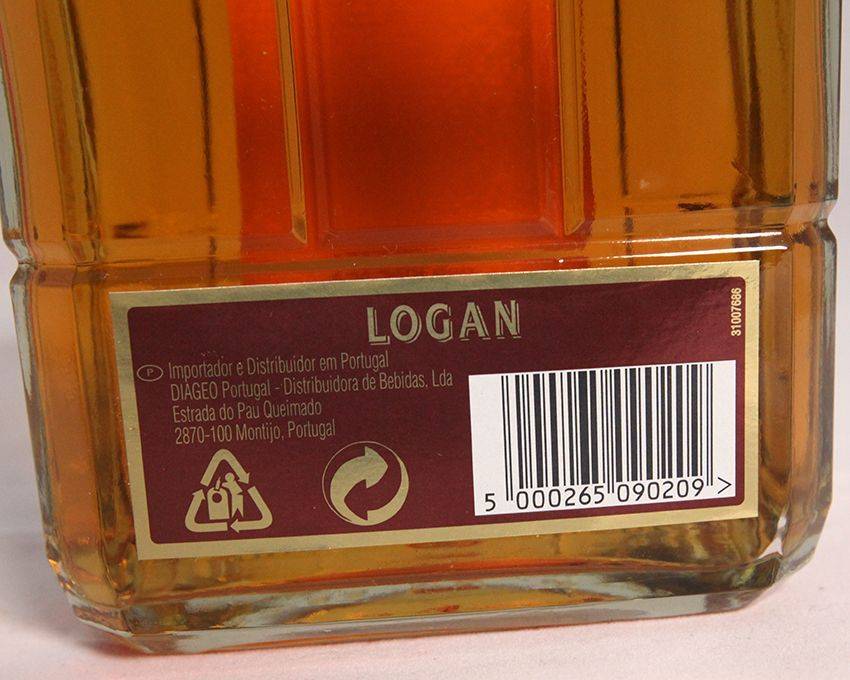 LOGAN
31007686
P Importador e Distribuidor em Portugal
DIAGEO Portugal - Distribuidora de Bebidas, Lda
Estrada do Pau Queimado
2870-100 Montijo, Portugal
5 000265 090209 >